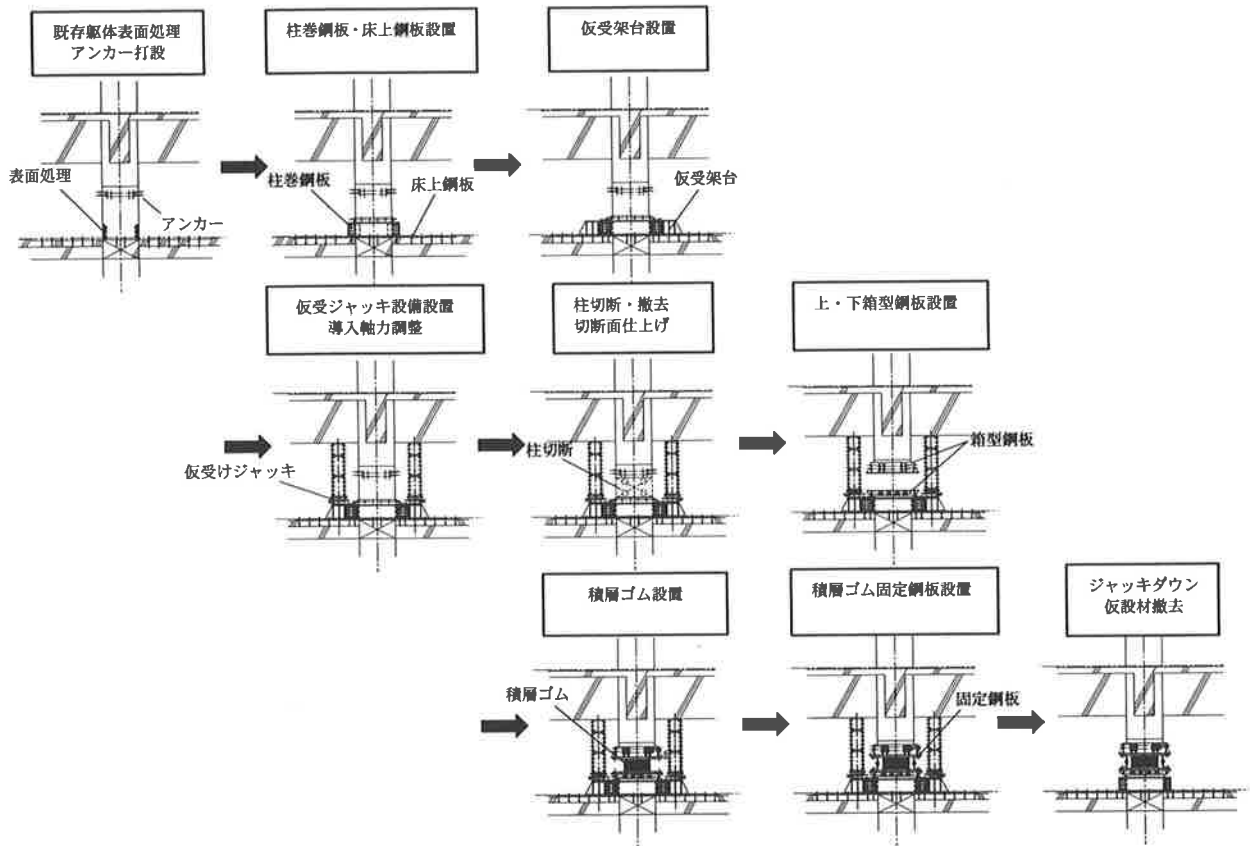 既存躯体表面処理
アンカー打設
柱巻鋼板・床上鋼板設置
仮受架台設置
表面処理
アンカー
柱巻鋼板
床上鋼板
仮受架台
仮受ジャッキ設備設置
導入軸力調整
柱切断・撤去
切断面仕上げ
上・下箱型鋼板設置
仮受けジャッキ
柱切断
箱型鋼板
積層ゴム設置
積層ゴム固定鋼板設置
ジャッキダウン
仮設材撤去
積層ゴム
固定鋼板